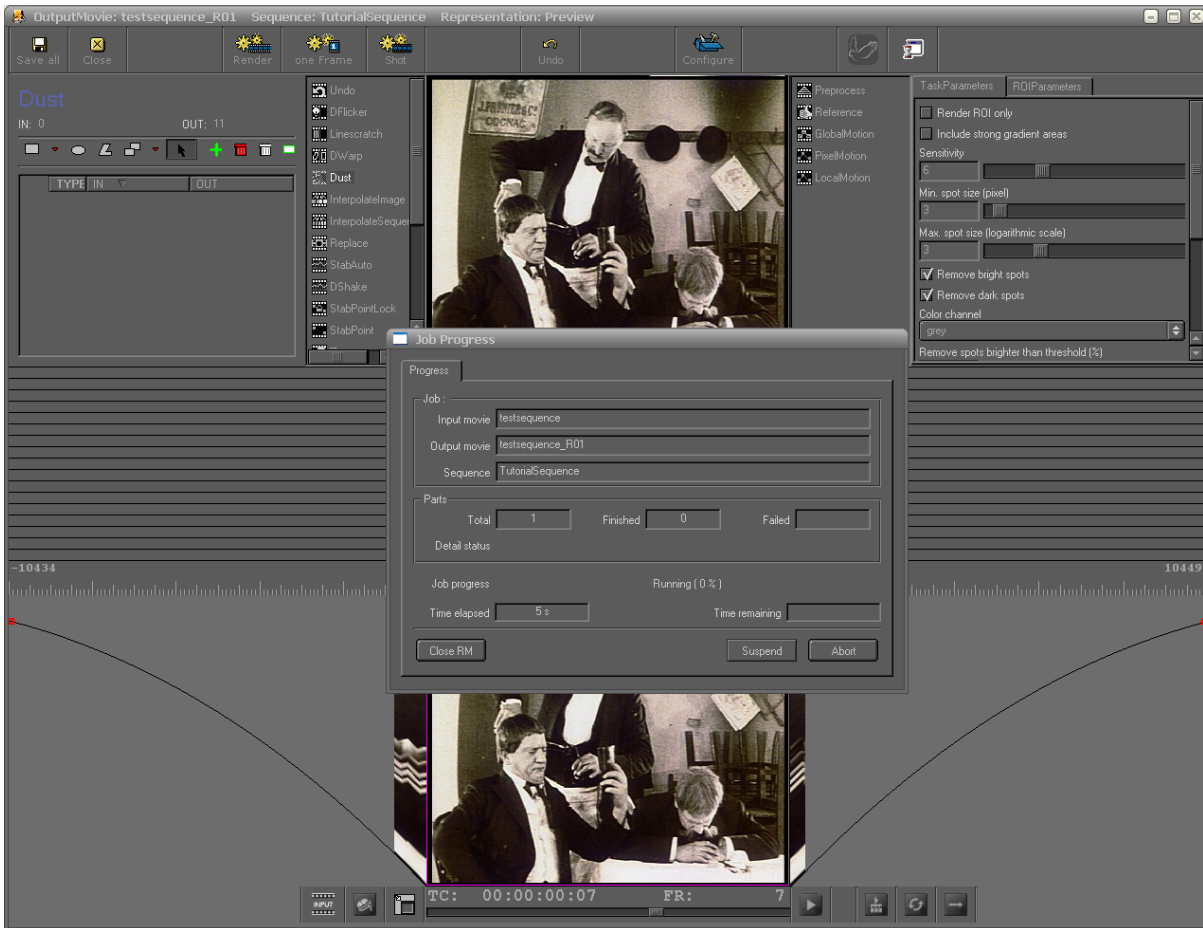 OutputMovie: testsequence_R01 Sequence: TutorialSequence Representation: Preview
Save all
Close
Render
one Frame
Shot
Undo
Configure
Dust
IN: 0 OUT: 11
TYPE IN OUT
Undo
DFlicker
Linescratch
DWarp
Dust
InterpolateImage
InterpolateSeque
Replace
StabAuto
DShake
StabPointLock
StabPoint
COGNAC
Preprocess
Reference
GlobalMotion
PixelMotion
LocalMotion
TaskParameters ROIParameters
Render ROI only
Include strong gradient areas
Sensitivity
6
Min. spot size (pixel)
3
Max. spot size (logarithmic scale)
3
Remove bright spots
Remove dark spots
Color channel
grey
Remove spots brighter than threshold (%)
Job Progress
Progress
Job :
Input movie testsequence
Output movie testsequence_R01
Sequence TutorialSequence
Parts
Total 1 Finished 0 Failed
Detail status
Job progress Running ( 0 % )
Time elapsed 5 s Time remaining
Close RM Suspend Abort
-10434 10449
INPUT
TC: 00:00:00:07 FR: 7